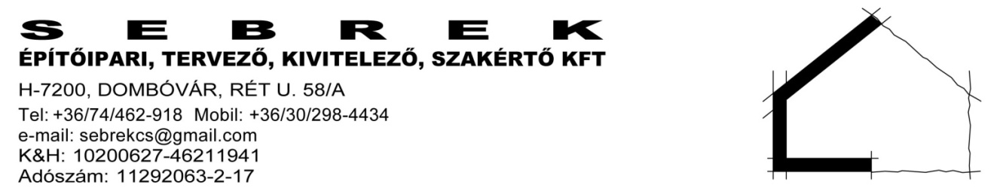 SEBREK
ÉPÍTŐIPARI, TERVEZŐ, KIVITELEZŐ, SZAKÉRTŐ KFT
H-7200, DOMBÓVÁR, RÉT U. 58/A
Tel: +36/74/462-918 Mobil: +36/30/298-4434
e-mail: sebrekcs@gmail.com
K&H: 10200627-46211941
Adószám: 11292063-2-17